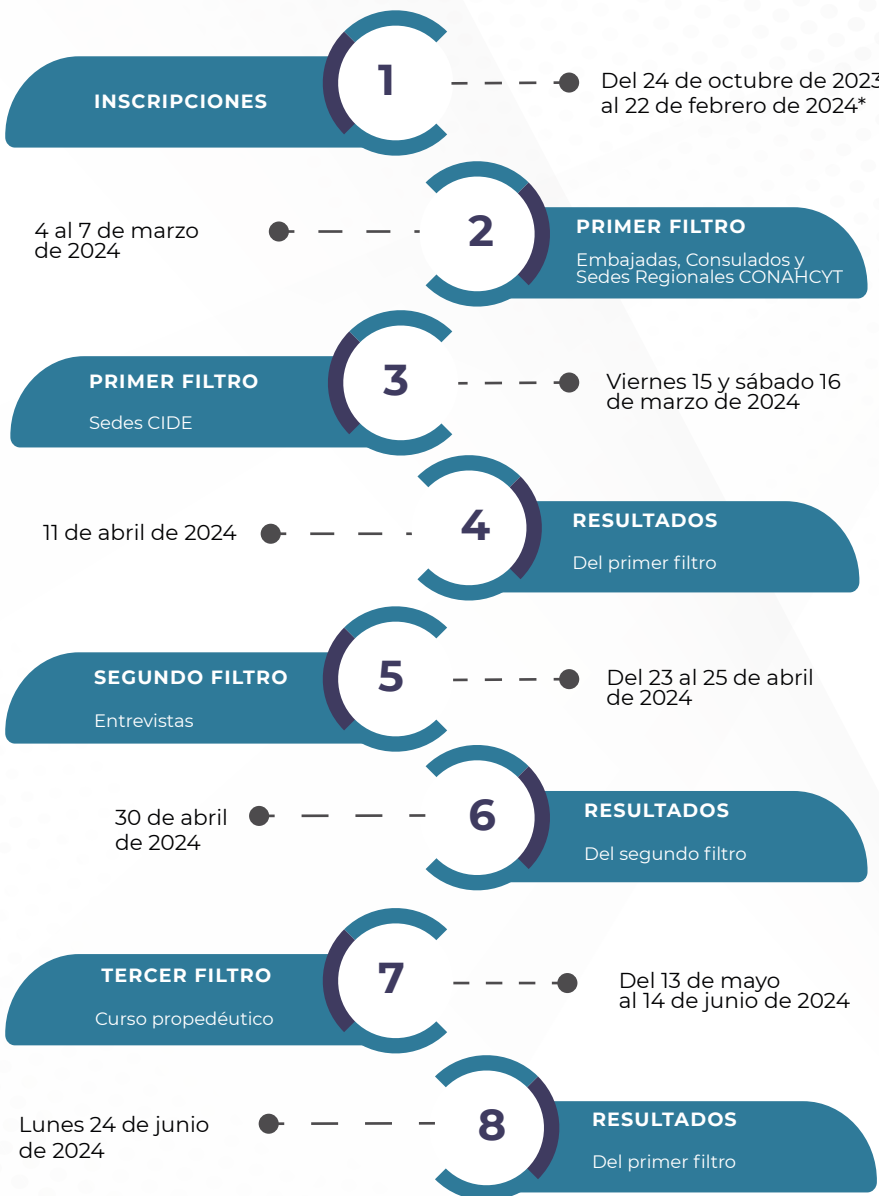 INSCRIPCIONES
1
Del 24 de octubre de 2023
al 22 de febrero de 2024*
4 al 7 de marzo
de 2024
2
PRIMER FILTRO
Embajadas, Consulados y
Sedes Regionales CONAHCYT
PRIMER FILTRO
Sedes CIDE
3
Viernes 15 y sábado 16
de marzo de 2024
11 de abril de 2024
4
RESULTADOS
Del primer filtro
SEGUNDO FILTRO
Entrevistas
5
Del 23 al 25 de abril
de 2024
30 de abril
de 2024
6
RESULTADOS
Del segundo filtro
TERCER FILTRO
Curso propedéutico
7
Del 13 de mayo
al 14 de junio de 2024
Lunes 24 de junio
de 2024
8
RESULTADOS
Del primer filtro